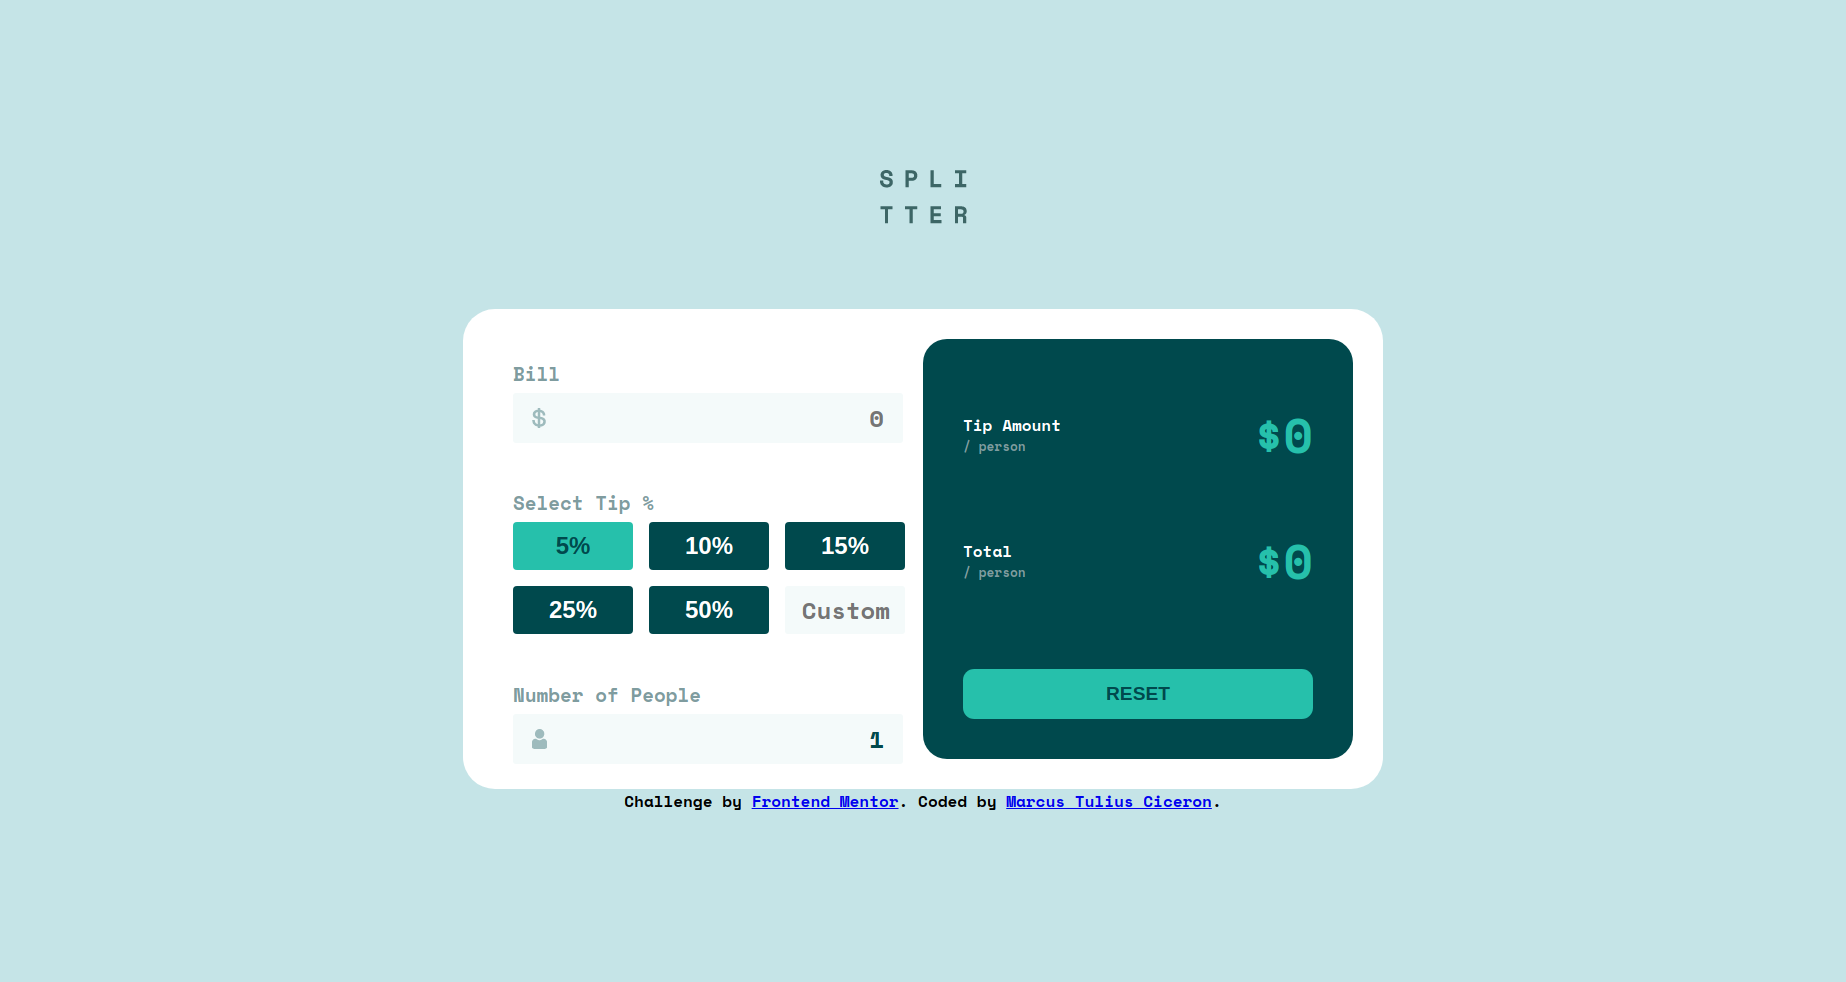 SPLI
TTER
Bill
$ 0
Select Tip %
5% 10% 15%
25% 50% Custom
Number of People
1
Tip Amount
/ person
$0
Total
/ person
$0
RESET
Challenge by Frontend Mentor. Coded by Marcus Tulius Ciceron.